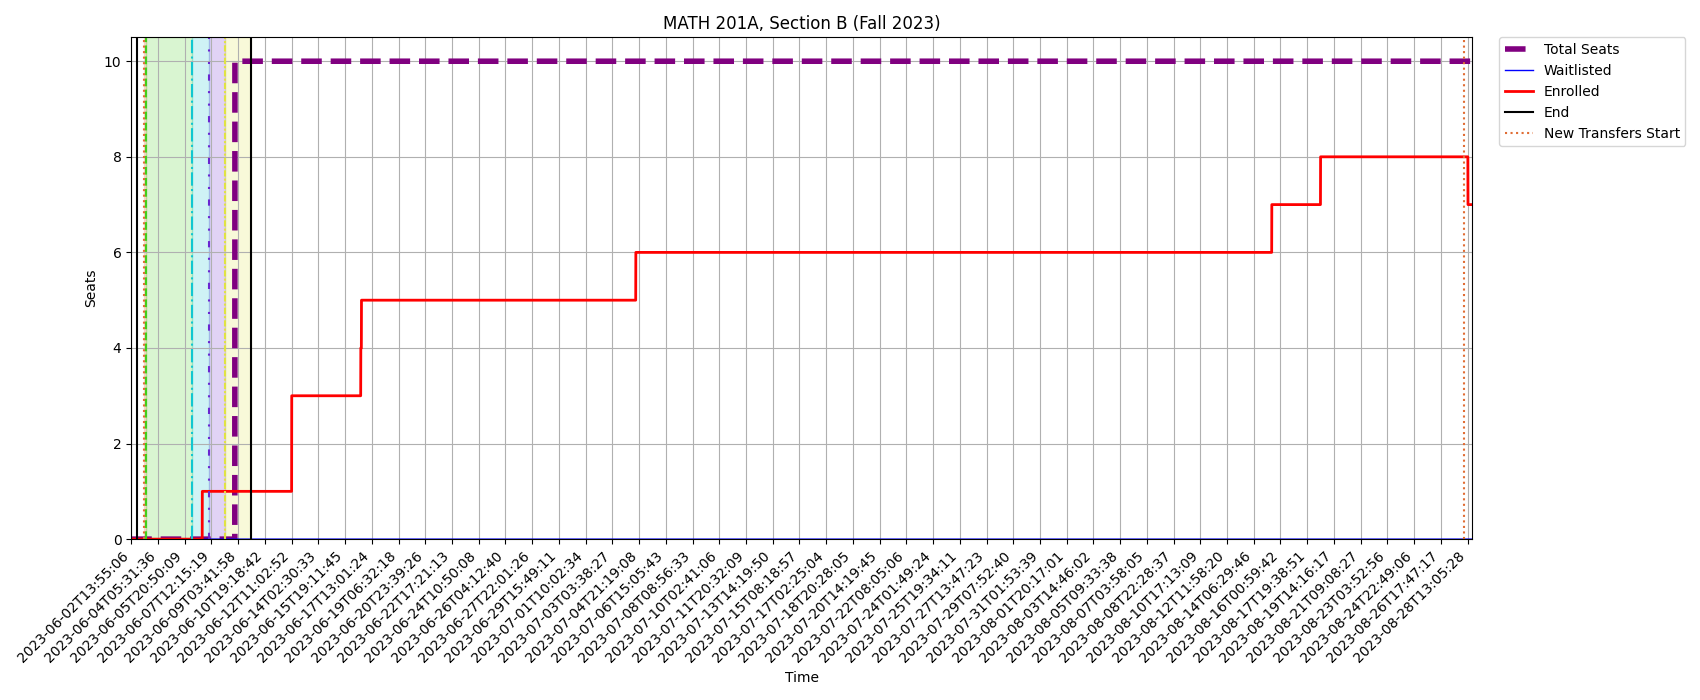 MATH 201A, Section B (Fall 2023)
Total Seats
Waitlisted
Enrolled
End
New Transfers Start
Seats
10
8
6
4
2
0
2023-06-02T13:55:06
2023-06-04T05:31:36
2023-06-05T20:50:09
2023-06-07T12:15:19
2023-06-09T03:41:58
2023-06-10T19:18:42
2023-06-12T11:02:52
2023-06-14T02:30:33
2023-06-15T19:11:45
2023-06-17T13:01:24
2023-06-19T06:32:18
2023-06-20T23:39:26
2023-06-22T17:21:13
2023-06-24T10:50:08
2023-06-26T04:12:40
2023-06-27T22:01:26
2023-06-29T15:49:11
2023-07-01T10:02:34
2023-07-03T03:38:27
2023-07-04T21:19:08
2023-07-06T15:05:43
2023-07-08T08:56:33
2023-07-10T02:41:06
2023-07-11T20:32:09
2023-07-13T14:19:50
2023-07-15T08:18:57
2023-07-17T02:25:04
2023-07-18T20:28:05
2023-07-20T14:19:45
2023-07-22T08:05:06
2023-07-24T01:49:24
2023-07-25T19:34:11
2023-07-27T13:47:23
2023-07-29T07:52:40
2023-07-31T01:53:39
2023-08-01T20:17:01
2023-08-03T14:46:02
2023-08-05T09:33:38
2023-08-07T03:58:05
2023-08-08T22:28:37
2023-08-10T17:13:09
2023-08-12T11:58:20
2023-08-14T06:29:46
2023-08-16T00:59:42
2023-08-17T19:38:51
2023-08-19T14:16:17
2023-08-21T09:08:27
2023-08-23T03:52:56
2023-08-24T22:49:06
2023-08-26T17:47:17
2023-08-28T13:05:28
Time